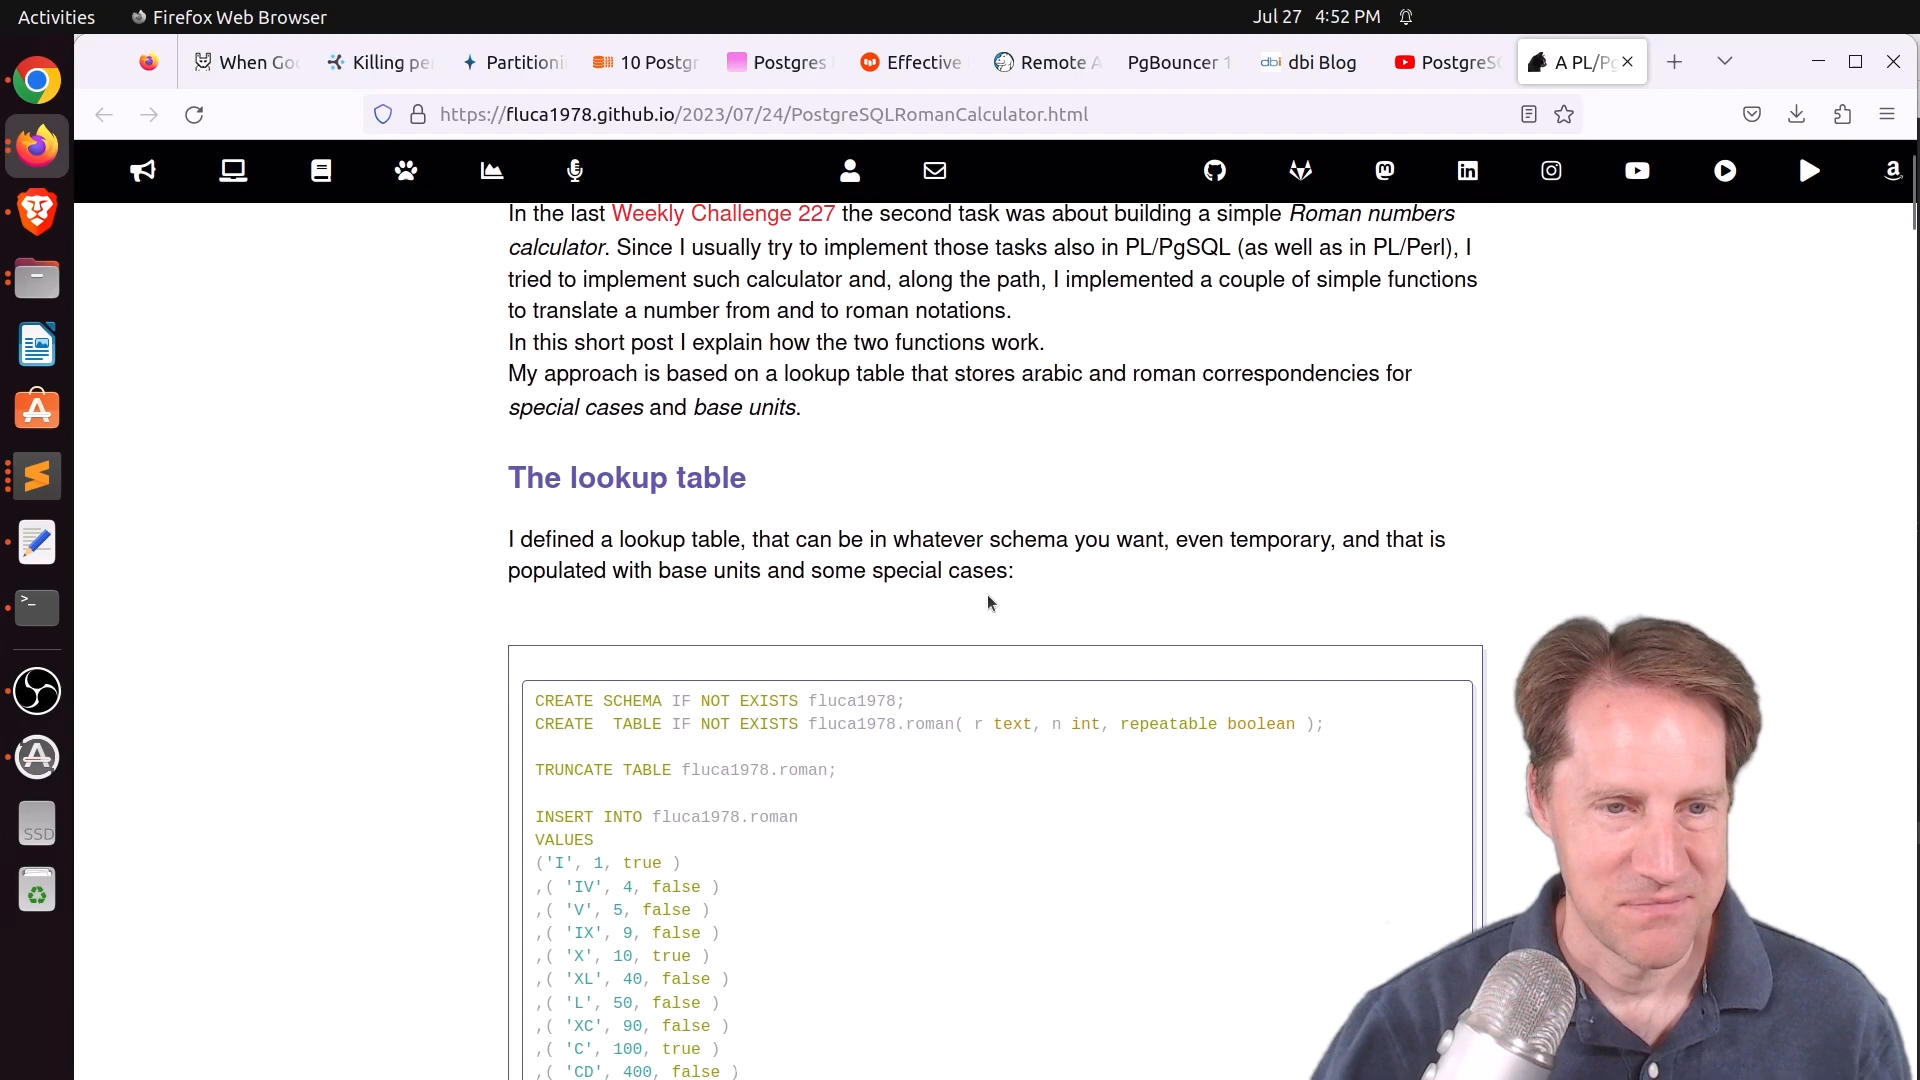 Activities
Firefox Web Browser
Jul 27 4:52 PM
When Go
Killing pe
Partitioni
10 Postgr
Postgres
Effective
Remote A
PgBouncer 1
dbi dbi Blog
PostgreS
A PL/Pg
https://fluca1978.github.io/2023/07/24/PostgreSQLRomanCalculator.html
In the last Weekly Challenge 227 the second task was about building a simple Roman numbers
calculator. Since I usually try to implement those tasks also in PL/PgSQL (as well as in PL/Perl), I
tried to implement such calculator and, along the path, I implemented a couple of simple functions
to translate a number from and to roman notations.
In this short post I explain how the two functions work.
My approach is based on a lookup table that stores arabic and roman correspondencies for
special cases and base units.
The lookup table
I defined a lookup table, that can be in whatever schema you want, even temporary, and that is
populated with base units and some special cases:
CREATE SCHEMA IF NOT EXISTS fluca1978;
CREATE  TABLE IF NOT EXISTS fluca1978.roman( r text, n int, repeatable boolean );
TRUNCATE TABLE fluca1978.roman;
INSERT INTO fluca1978.roman
VALUES
('I', 1, true )
,( 'IV', 4, false )
,( 'V', 5, false )
,( 'IX', 9, false )
,( 'X', 10, true )
,( 'XL', 40, false )
,( 'L', 50, false )
,( 'XC', 90, false )
,( 'C', 100, true )
,( 'CD', 400, false )
SSD